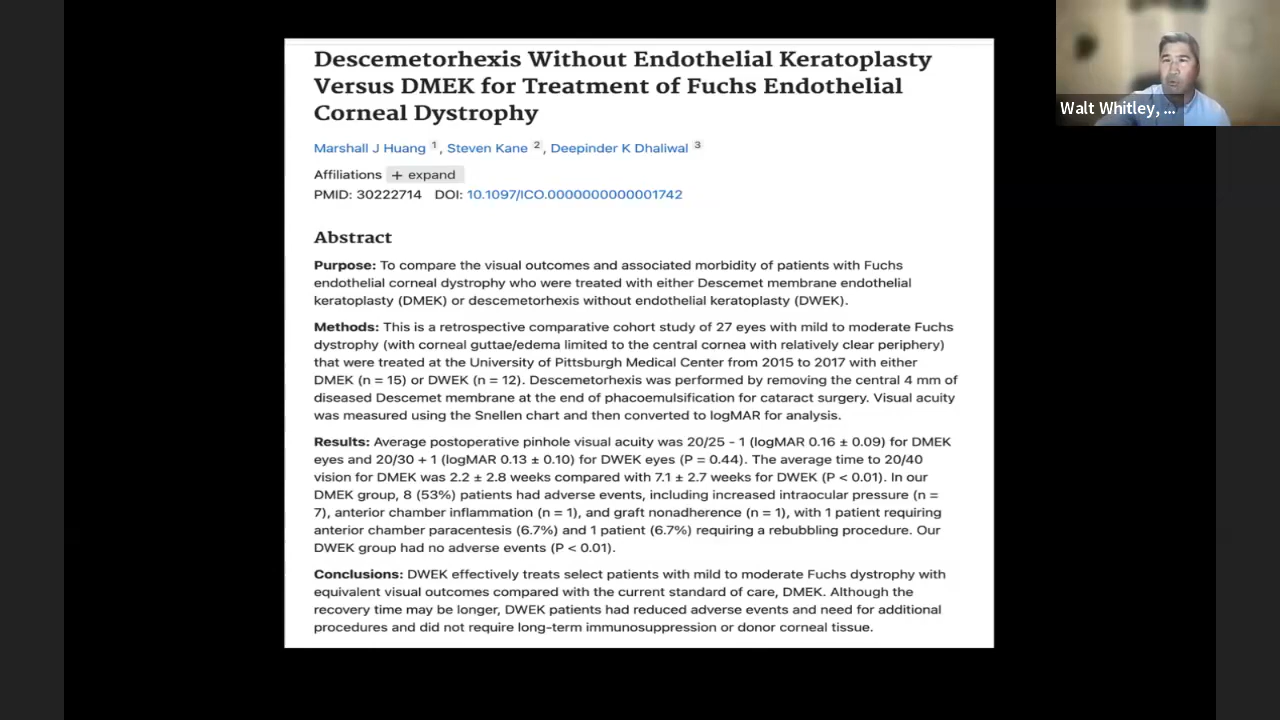 Descemetorhexis Without Endothelial Keratoplasty
Versus DMEK for Treatment of Fuchs Endothelial
Corneal Dystrophy
Marshall J Huang 1, Steven Kane 2, Deepinder K Dhaliwal 3
Affiliations + expand
PMID: 30222714 DOI: 10.1097/ICO.0000000000001742
Abstract
Purpose: To compare the visual outcomes and associated morbidity of patients with Fuchs
endothelial corneal dystrophy who were treated with either Descemet membrane endothelial
keratoplasty (DMEK) or descemetorhexis without endothelial keratoplasty (DWEK).
Methods: This is a retrospective comparative cohort study of 27 eyes with mild to moderate Fuchs
dystrophy (with corneal guttae/edema limited to the central cornea with relatively clear periphery)
that were treated at the University of Pittsburgh Medical Center from 2015 to 2017 with either
DMEK (n = 15) or DWEK (n = 12). Descemetorhexis was performed by removing the central 4 mm of
diseased Descemet membrane at the end of phacoemulsification for cataract surgery. Visual acuity
was measured using the Snellen chart and then converted to logMAR for analysis.
Results: Average postoperative pinhole visual acuity was 20/25 - 1 (logMAR 0.16 ± 0.09) for DMEK
eyes and 20/30 + 1 (logMAR 0.13 ± 0.10) for DWEK eyes (P = 0.44). The average time to 20/40
vision for DMEK was 2.2 ± 2.8 weeks compared with 7.1 ± 2.7 weeks for DWEK (P < 0.01). In our
DMEK group, 8 (53%) patients had adverse events, including increased intraocular pressure (n =
7), anterior chamber inflammation (n = 1), and graft nonadherence (n = 1), with 1 patient requiring
anterior chamber paracentesis (6.7%) and 1 patient (6.7%) requiring a rebubbling procedure. Our
DWEK group had no adverse events (P < 0.01).
Conclusions: DWEK effectively treats select patients with mild to moderate Fuchs dystrophy with
equivalent visual outcomes compared with the current standard of care, DMEK. Although the
recovery time may be longer, DWEK patients had reduced adverse events and need for additional
procedures and did not require long-term immunosuppression or donor corneal tissue.
Walt Whitley, ...